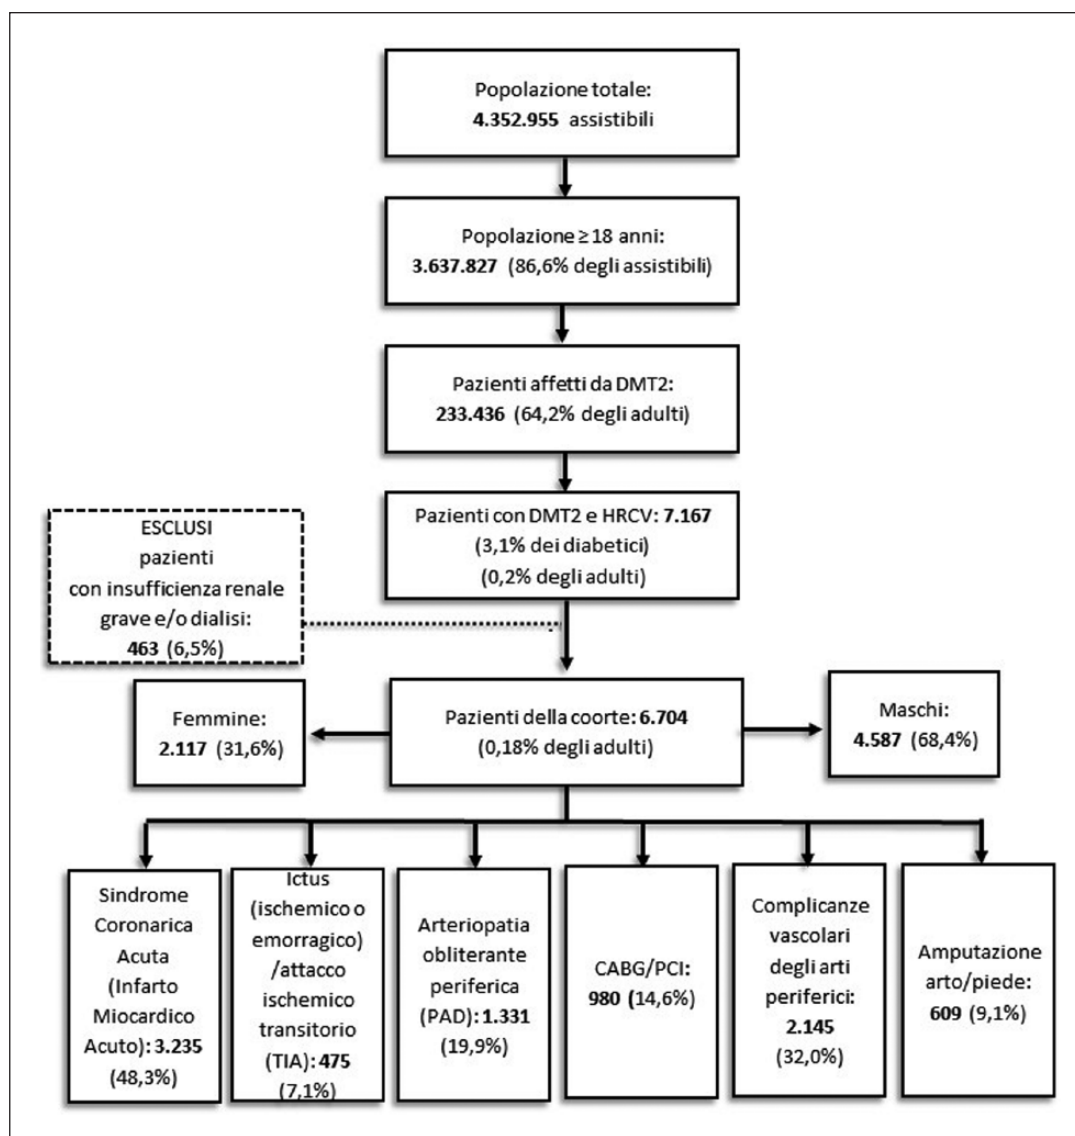 Popolazione totale:
4.352.955 assistibili
Popolazione ≥ 18 anni:
3.637.827 (86,6% degli assistibili)
Pazienti affetti da DMT2:
233.436 (64,2% degli adulti)
Pazienti con DMT2 e HRCV: 7.167
(3,1% dei diabetici)
(0,2% degli adulti)
ESCLUSI
pazienti
con insufficienza renale
grave e/o dialisi:
463 (6,5%)
Femmine:
2.117 (31,6%)
Pazienti della coorte: 6.704
(0,18% degli adulti)
Maschi:
4.587 (68,4%)
Sindrome
Coronarica
Acuta
(Infarto
Miocardico
Acuto): 3.235
(48,3%)
Ictus
(ischemico o
emorragico)
/attacco
ischemico
transitorio
(TIA): 475
(7,1%)
Arteriopatia
obliterante
periferica
(PAD): 1.331
(19,9%)
CABG/PCI:
980 (14,6%)
Complicanze
vascolari
degli arti
periferici:
2.145
(32,0%)
Amputazione
arto/piede:
609 (9,1%)